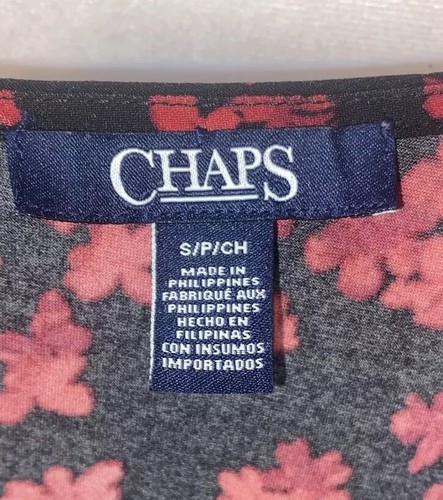 CHAPS
S/P/CH
MADE IN
PHILIPPINES
FABRIQUÉ AUX
PHILIPPINES
HECHO EN
FILIPINAS
CON INSUMOS
IMPORTADOS